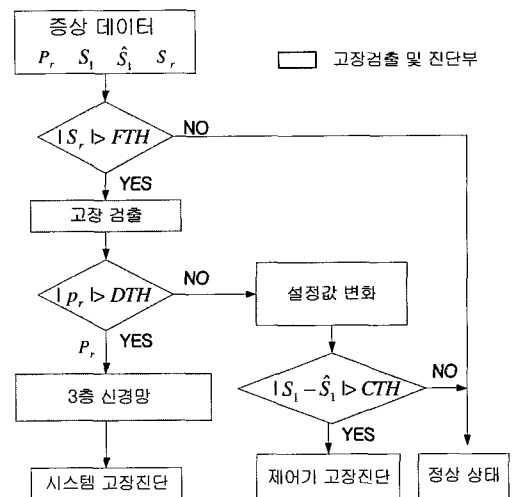 증상 데이터
P_r S_1 Ŝ_1 S_r
고장검출 및 진단부
|S_r|> FTH
NO
YES
고장 검출
|p_r|> DTH
NO
설정값 변화
P_r YES
3층 신경망
|S_1 − Ŝ_1|> CTH
NO
YES
시스템 고장진단
제어기 고장진단
정상 상태